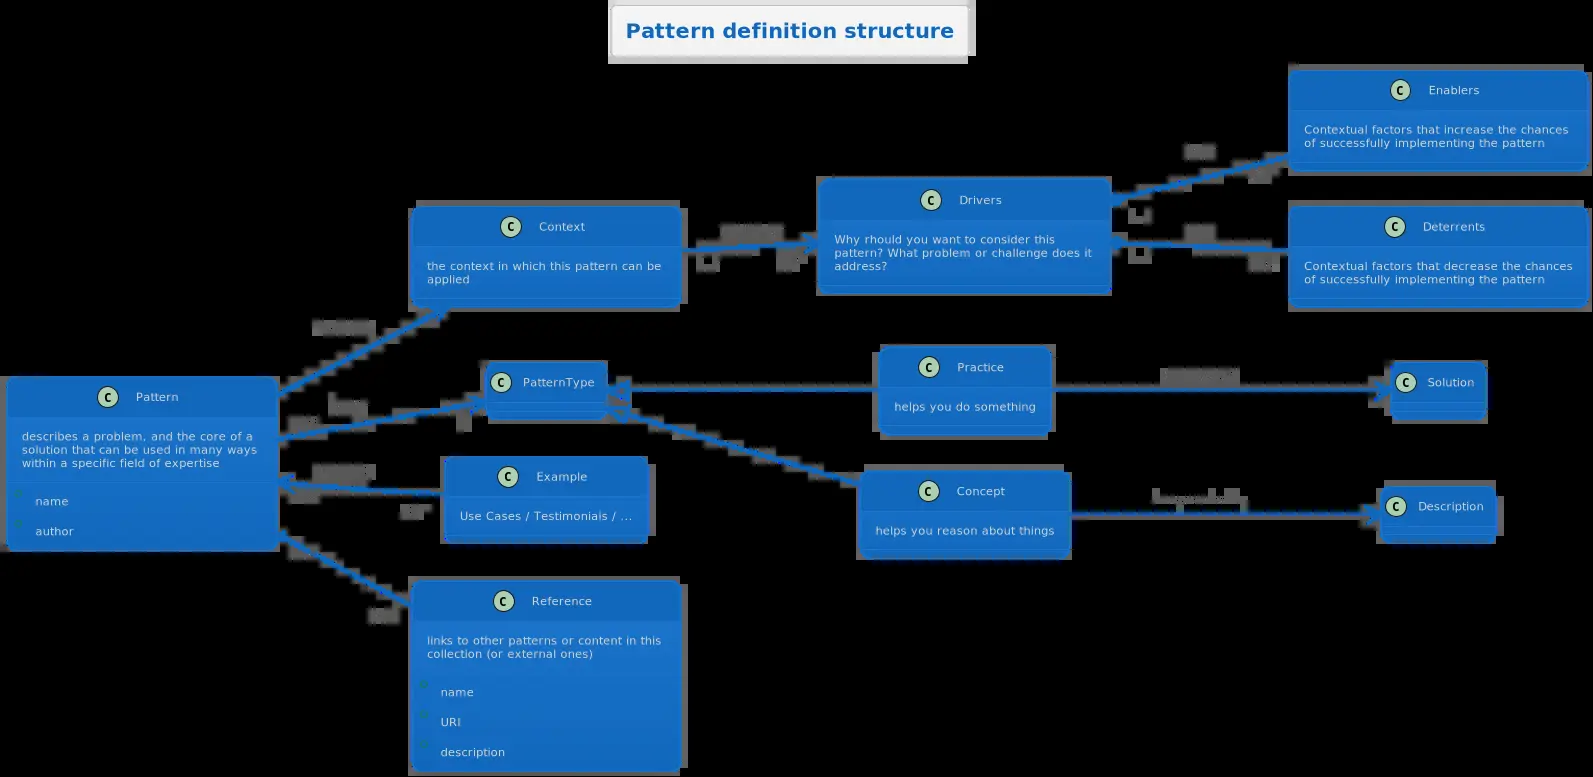 Pattern definition structure
C Enablers
Contextual factors that increase the chances
of successfully implementing the pattern
C Drivers
Why rhould you want to consider this
pattern? What problem or challenge does it
address?
C Context
the context in which this pattern can be
applied
C Deterrents
Contextual factors that decrease the chances
of successfully implementing the pattern
C Pattern
describes a problem, and the core of a
solution that can be used in many ways
within a specific field of expertise
name
author
C PatternType
C Practice
helps you do something
C Solution
C Example
Use Cases / Testimoniais / ...
C Concept
helps you reason about things
C Description
C Reference
links to other patterns or content in this
collection (or external ones)
name
URI
description